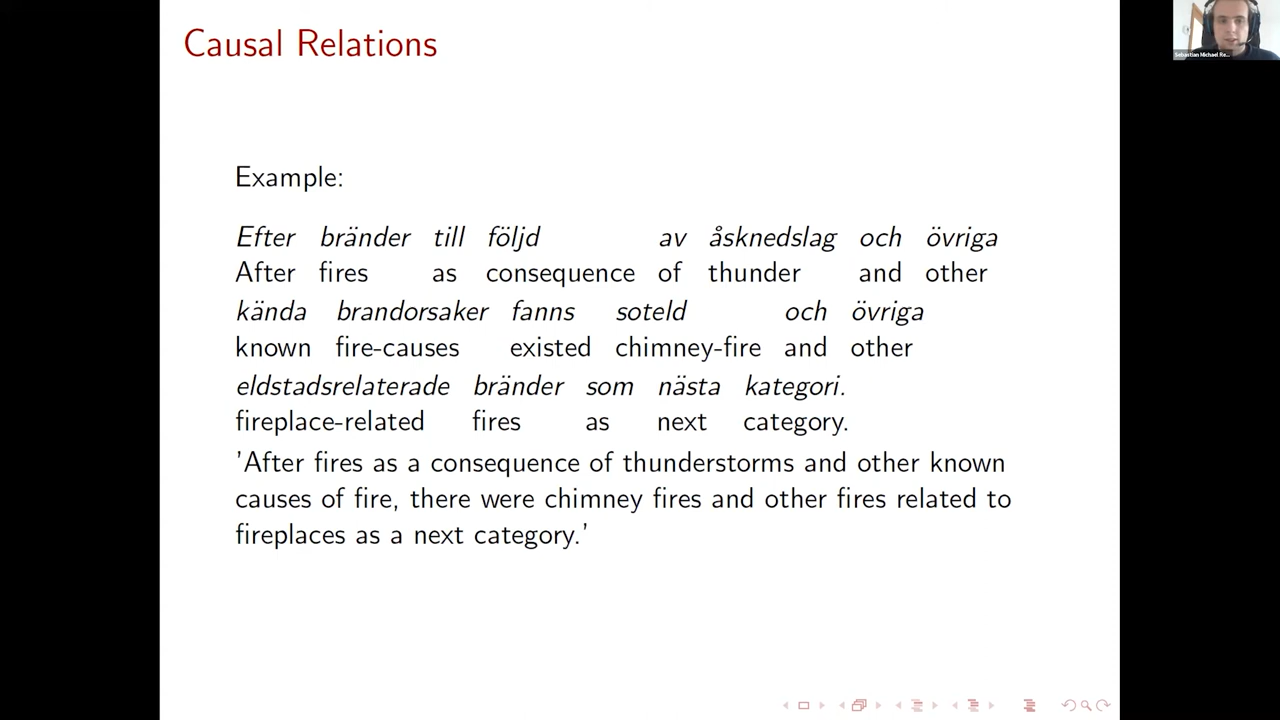 Causal Relations
Sebastian Michael Re...
Example:
Efter bränder till följd av åsknedslag och övriga
After fires as consequence of thunder and other
kända brandorsaker fanns soteld och övriga
known fire-causes existed chimney-fire and other
eldstadsrelaterade bränder som nästa kategori.
fireplace-related fires as next category.
'After fires as a consequence of thunderstorms and other known
causes of fire, there were chimney fires and other fires related to
fireplaces as a next category.'